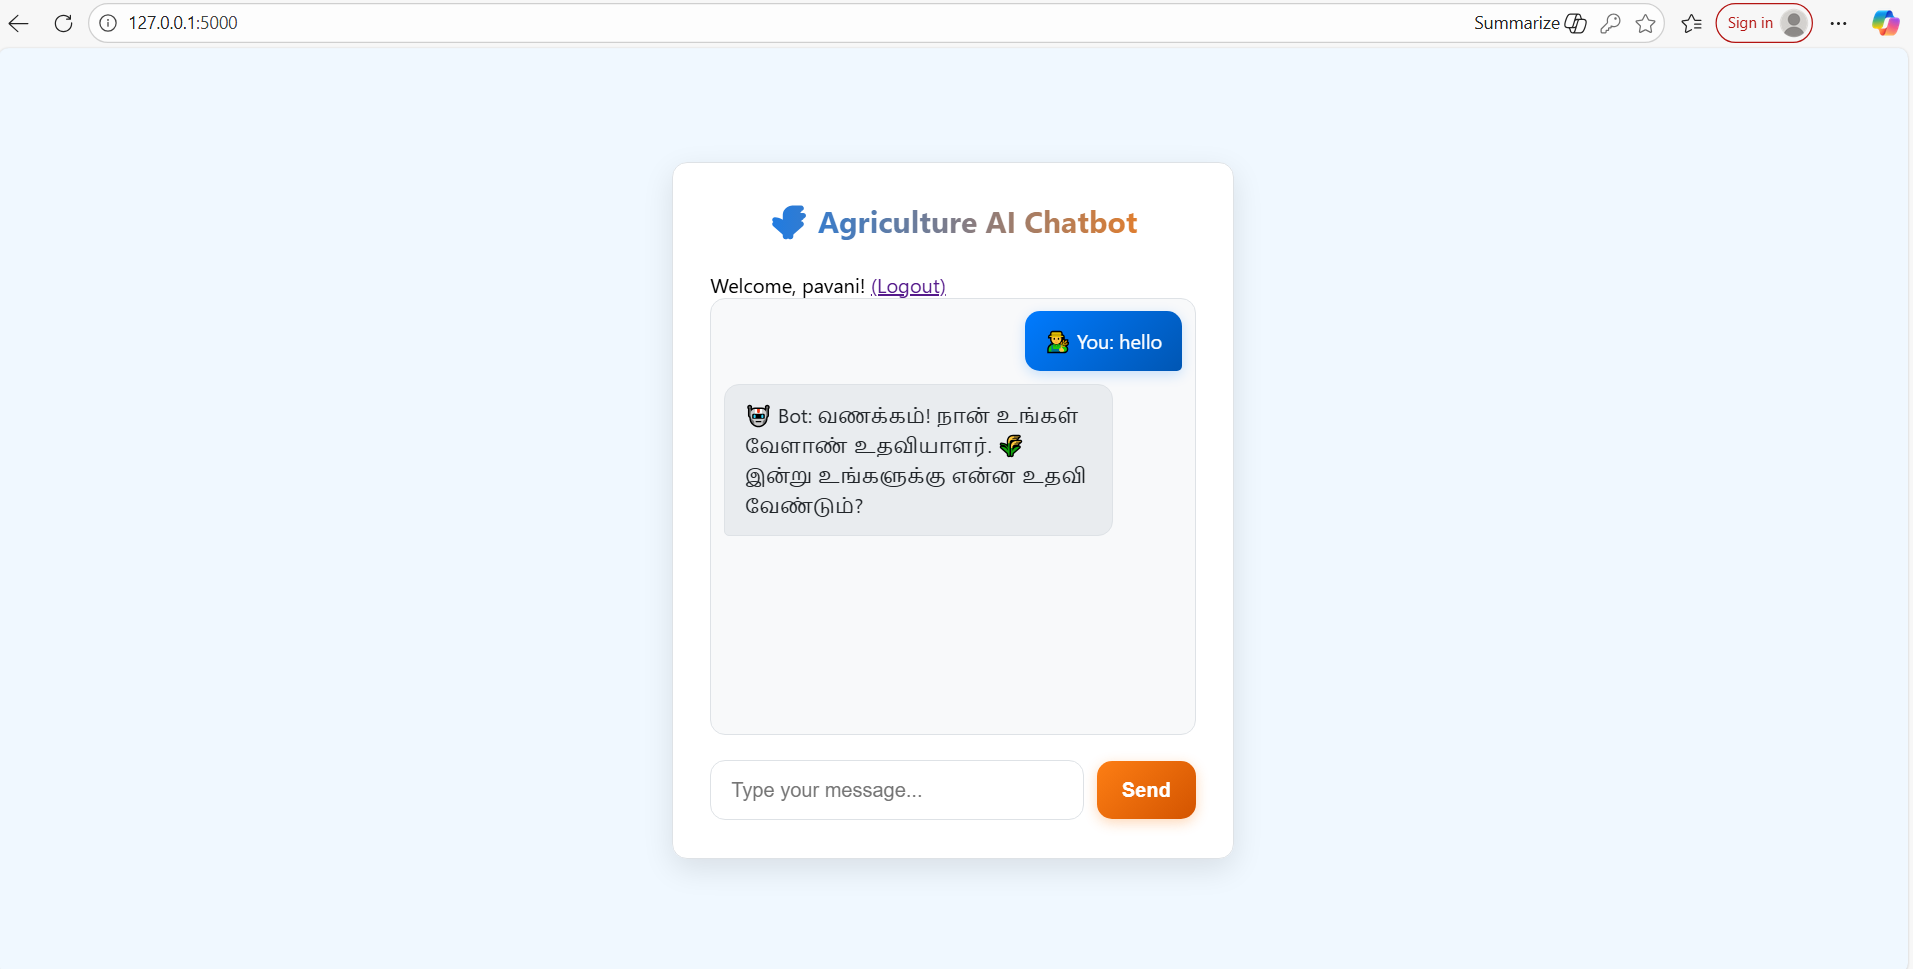 127.0.0.1:5000
Summarize
Sign in
Agriculture AI Chatbot
Welcome, pavani! (Logout)
You: hello
Bot: வணக்கம்! நான் உங்கள்
வேளாண் உதவியாளர்.
இன்று உங்களுக்கு என்ன உதவி
வேண்டும்?
Type your message...
Send